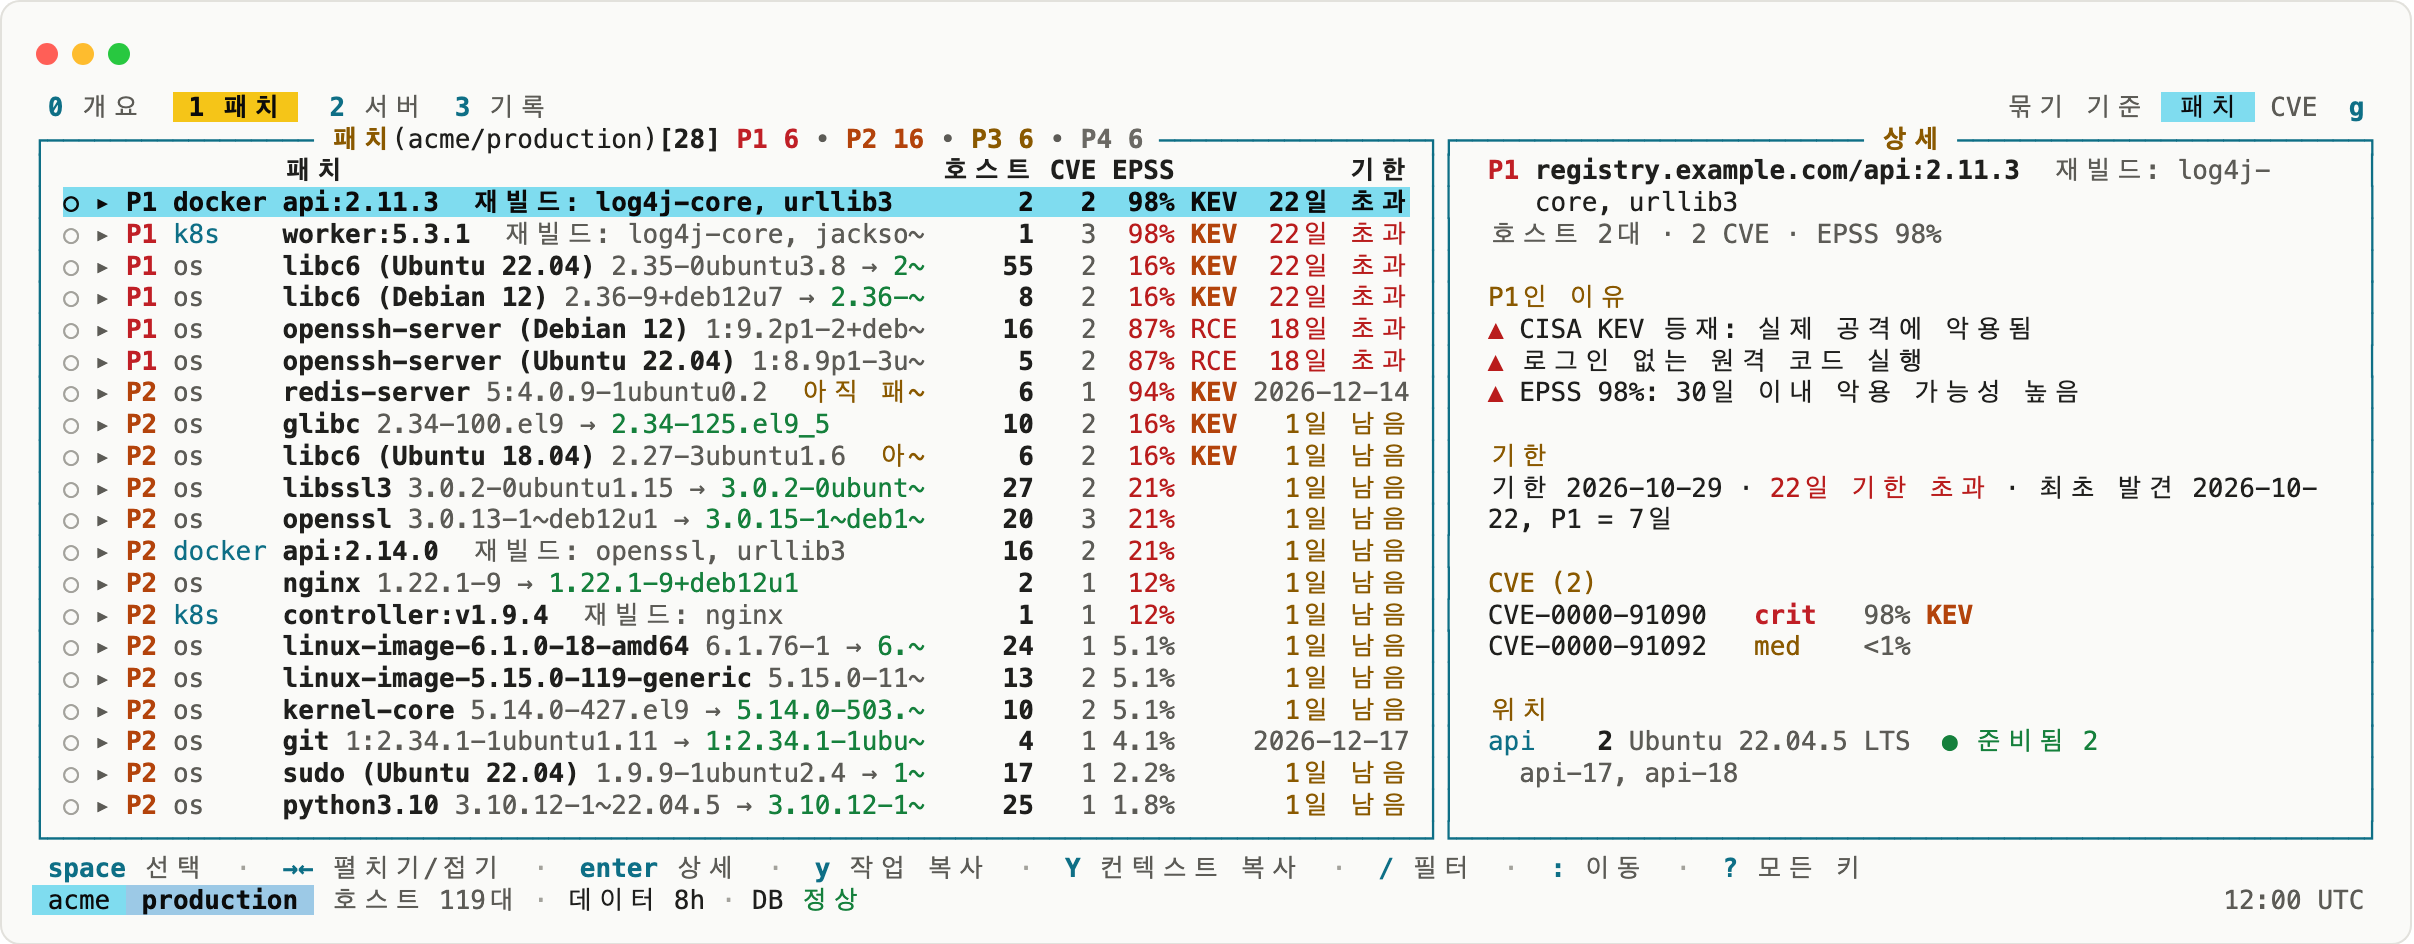 0 개요  1 패치  2 서버  3 기록  묶기 기준  패치  CVE  g
패치(acme/production)[28] P1 6 • P2 16 • P3 6 • P4 6
패치  호스트 CVE EPSS  기한
○ ▸ P1 docker api:2.11.3  재빌드: log4j-core, urllib3  2  2  98% KEV  22일 초과
○ ▸ P1 k8s  worker:5.3.1  재빌드: log4j-core, jackso~  1  3  98% KEV  22일 초과
○ ▸ P1 os  libc6 (Ubuntu 22.04) 2.35-0ubuntu3.8 → 2~  55  2  16% KEV  22일 초과
○ ▸ P1 os  libc6 (Debian 12) 2.36-9+deb12u7 → 2.36-~  8  2  16% KEV  22일 초과
○ ▸ P1 os  openssh-server (Debian 12) 1:9.2p1-2+deb~  16  2  87% RCE  18일 초과
○ ▸ P1 os  openssh-server (Ubuntu 22.04) 1:8.9p1-3u~  5  2  87% RCE  18일 초과
○ ▸ P2 os  redis-server 5:4.0.9-1ubuntu0.2  아직 패~  6  1  94% KEV 2026-12-14
○ ▸ P2 os  glibc 2.34-100.el9 → 2.34-125.el9_5  10  2  16% KEV  1일 남음
○ ▸ P2 os  libc6 (Ubuntu 18.04) 2.27-3ubuntu1.6  아~  6  2  16% KEV  1일 남음
○ ▸ P2 os  libssl3 3.0.2-0ubuntu1.15 → 3.0.2-0ubunt~  27  2  21%  1일 남음
○ ▸ P2 os  openssl 3.0.13-1~deb12u1 → 3.0.15-1~deb1~  20  3  21%  1일 남음
○ ▸ P2 docker api:2.14.0  재빌드: openssl, urllib3  16  2  21%  1일 남음
○ ▸ P2 os  nginx 1.22.1-9 → 1.22.1-9+deb12u1  2  1  12%  1일 남음
○ ▸ P2 k8s  controller:v1.9.4  재빌드: nginx  1  1  12%  1일 남음
○ ▸ P2 os  linux-image-6.1.0-18-amd64 6.1.76-1 → 6.~  24  1 5.1%  1일 남음
○ ▸ P2 os  linux-image-5.15.0-119-generic 5.15.0-11~  13  2 5.1%  1일 남음
○ ▸ P2 os  kernel-core 5.14.0-427.el9 → 5.14.0-503.~  10  2 5.1%  1일 남음
○ ▸ P2 os  git 1:2.34.1-1ubuntu1.11 → 1:2.34.1-1ubu~  4  1 4.1%  2026-12-17
○ ▸ P2 os  sudo (Ubuntu 22.04) 1.9.9-1ubuntu2.4 → 1~  17  1 2.2%  1일 남음
○ ▸ P2 os  python3.10 3.10.12-1~22.04.5 → 3.10.12-1~  25  1 1.8%  1일 남음
상세
P1 registry.example.com/api:2.11.3  재빌드: log4j-
core, urllib3
호스트 2대 · 2 CVE · EPSS 98%
P1인 이유
▲ CISA KEV 등재: 실제 공격에 악용됨
▲ 로그인 없는 원격 코드 실행
▲ EPSS 98%: 30일 이내 악용 가능성 높음
기한
기한 2026-10-29 · 22일 기한 초과 · 최초 발견 2026-10-
22, P1 = 7일
CVE (2)
CVE-0000-91090  crit  98% KEV
CVE-0000-91092  med  <1%
위치
api  2 Ubuntu 22.04.5 LTS  ● 준비됨 2
api-17, api-18
space 선택 · →← 펼치기/접기 · enter 상세 · y 작업 복사 · Y 컨텍스트 복사 · / 필터 · : 이동 · ? 모든 키
acme  production  호스트 119대 · 데이터 8h · DB 정상  12:00 UTC